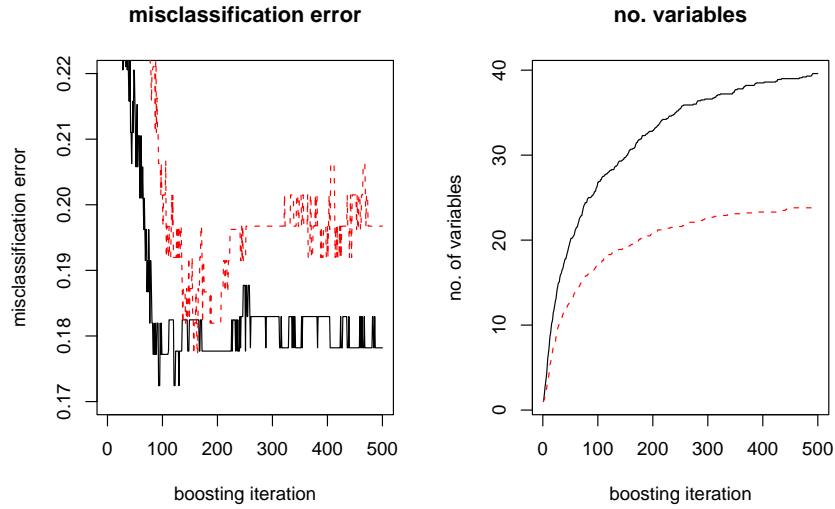 misclassification error
no. variables
misclassification error
0.22
0.21
0.20
0.19
0.18
0.17
0 100 200 300 400 500
boosting iteration
no. of variables
40
30
20
10
0
0 100 200 300 400 500
boosting iteration